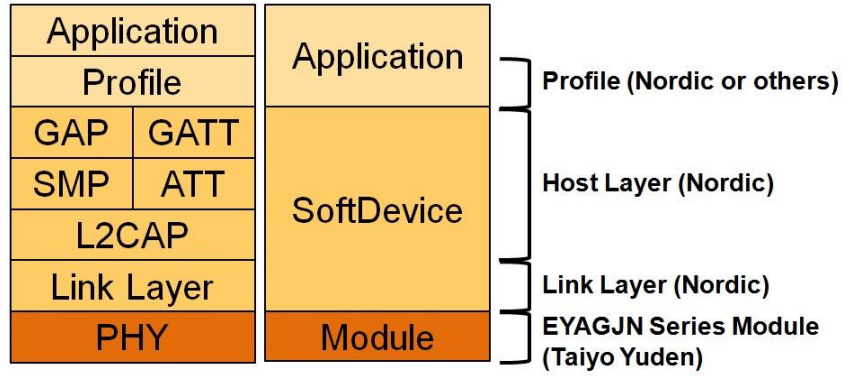 Application
Profile
GAP GATT
SMP ATT
L2CAP
Link Layer
PHY
Application
SoftDevice
Module
Profile (Nordic or others)
Host Layer (Nordic)
Link Layer (Nordic)
EYAGJN Series Module
(Taiyo Yuden)